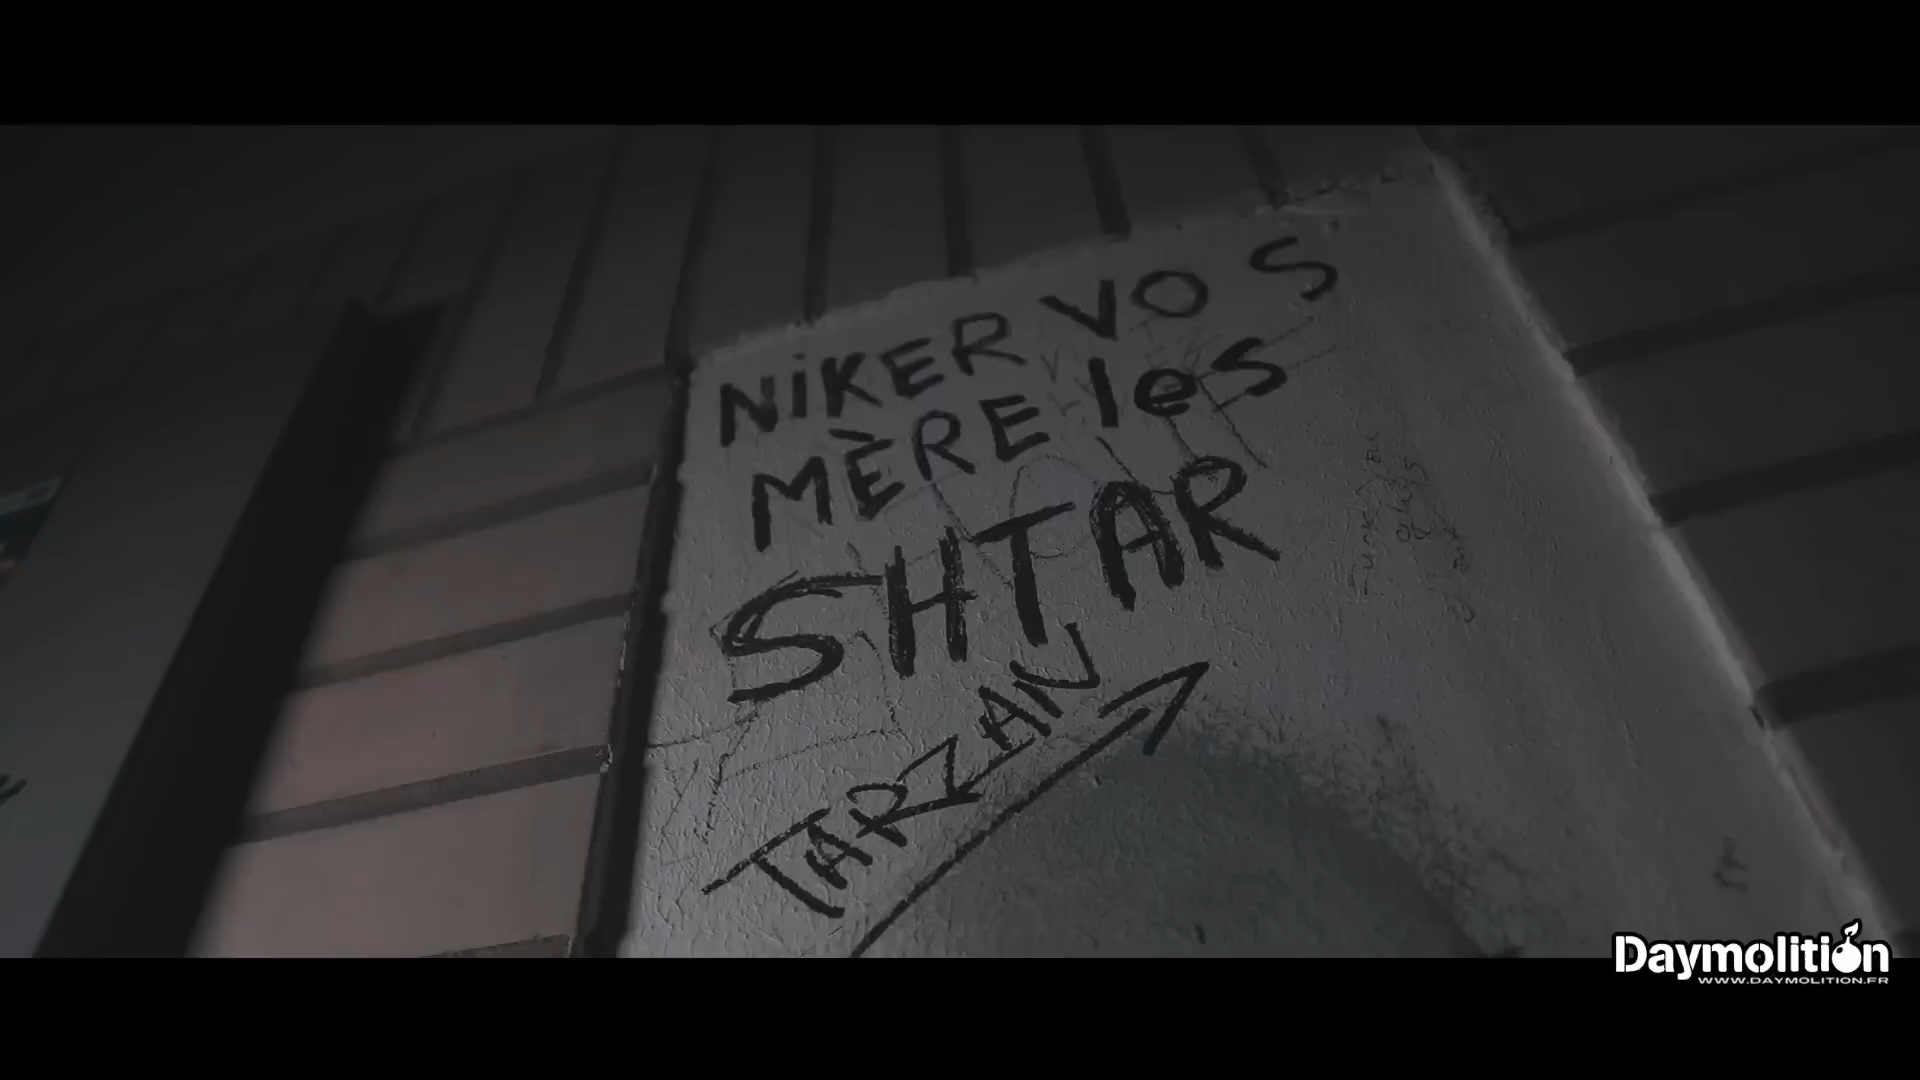 NiKER VOS
MÈRE les
SHTAR
TARZAN
Daymolition
WWW.DAYMOLITION.FR